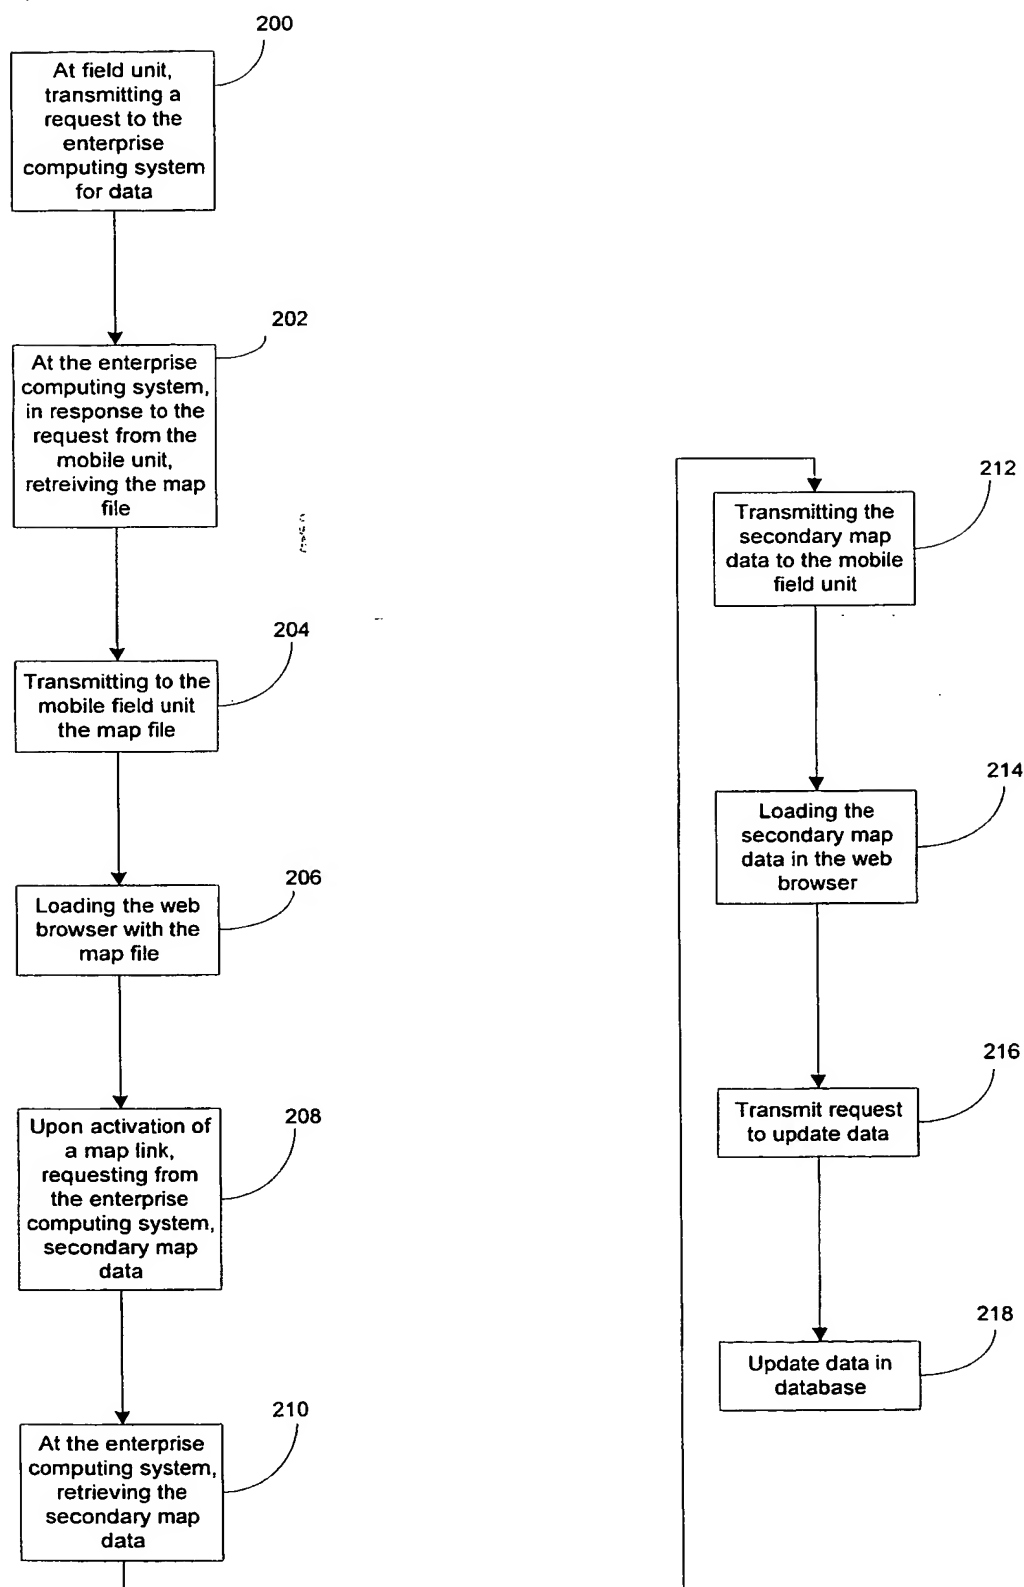 200
At field unit,
transmitting a
request to the
enterprise
computing system
for data
202
At the enterprise
computing system,
in response to the
request from the
mobile unit,
retreiving the map
file
204
Transmitting to the
mobile field unit
the map file
206
Loading the web
browser with the
map file
208
Upon activation of
a map link,
requesting from
the enterprise
computing system,
secondary map
data
210
At the enterprise
computing system,
retrieving the
secondary map
data
212
Transmitting the
secondary map
data to the mobile
field unit
214
Loading the
secondary map
data in the web
browser
216
Transmit request
to update data
218
Update data in
database